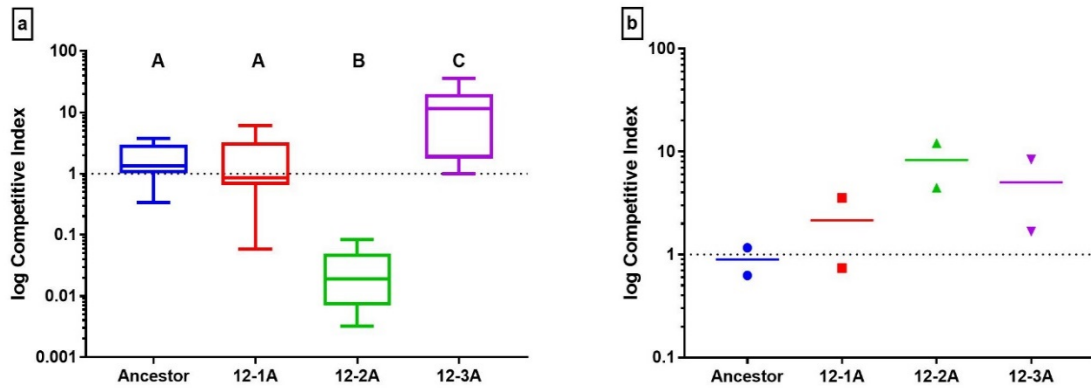 a
A A B C
log Competitive Index
100
10
1
0.1
0.01
0.001
Ancestor 12-1A 12-2A 12-3A
b
log Competitive Index
100
10
1
0.1
Ancestor 12-1A 12-2A 12-3A